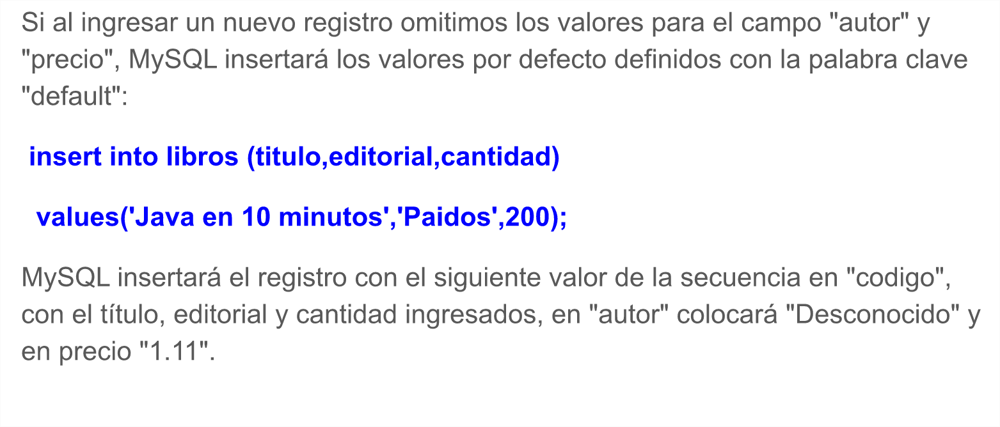 Si al ingresar un nuevo registro omitimos los valores para el campo "autor" y
"precio", MySQL insertará los valores por defecto definidos con la palabra clave
"default":
insert into libros (titulo,editorial,cantidad)
values('Java en 10 minutos','Paidos',200);
MySQL insertará el registro con el siguiente valor de la secuencia en "codigo",
con el título, editorial y cantidad ingresados, en "autor" colocará "Desconocido" y
en precio "1.11".